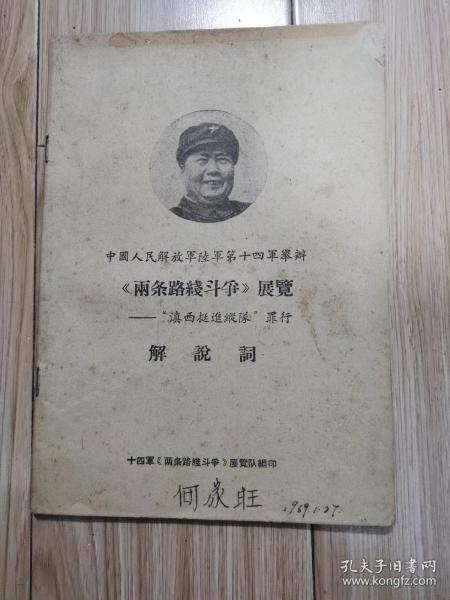 中國人民解放軍陸軍第十四軍舉辦
《兩条路綫斗爭》展覽
——“滇西挺進縱隊”罪行
解說詞
十四軍《两条路綫斗爭》展覽队編印
何炭旺
1969.1.27.
孔夫子旧书网
www.kongfz.com